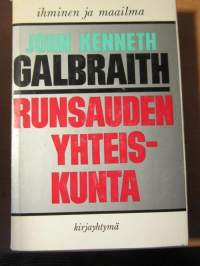 ihminen ja maailma
JOHN KENNETH
GALBRAITH
RUNSAUDEN
YHTEIS-
KUNTA
kirjayhtymä